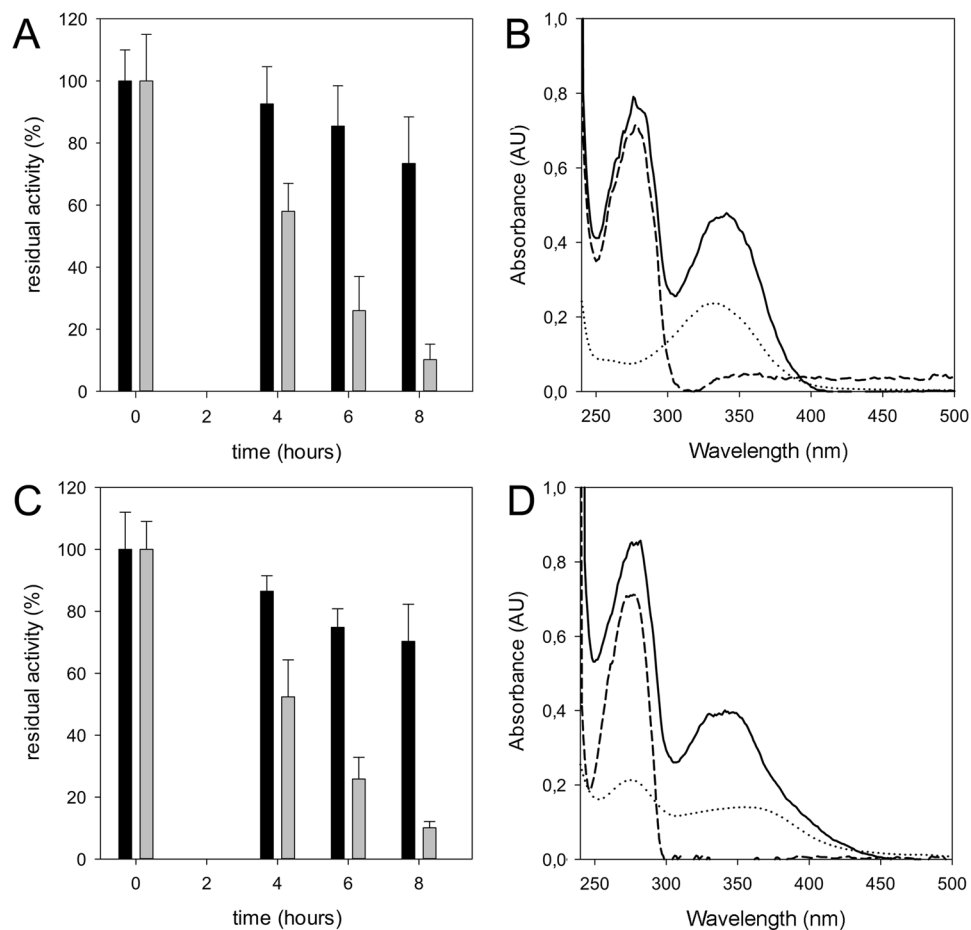 A
120
100
80
60
40
20
0
residual activity (%)
0 2 4 6 8
time (hours)
B
1,0
0,8
0,6
0,4
0,2
0,0
Absorbance (AU)
250 300 350 400 450 500
Wavelength (nm)
C
120
100
80
60
40
20
0
residual activity (%)
0 2 4 6 8
time (hours)
D
1,0
0,8
0,6
0,4
0,2
0,0
Absorbance (AU)
250 300 350 400 450 500
Wavelength (nm)